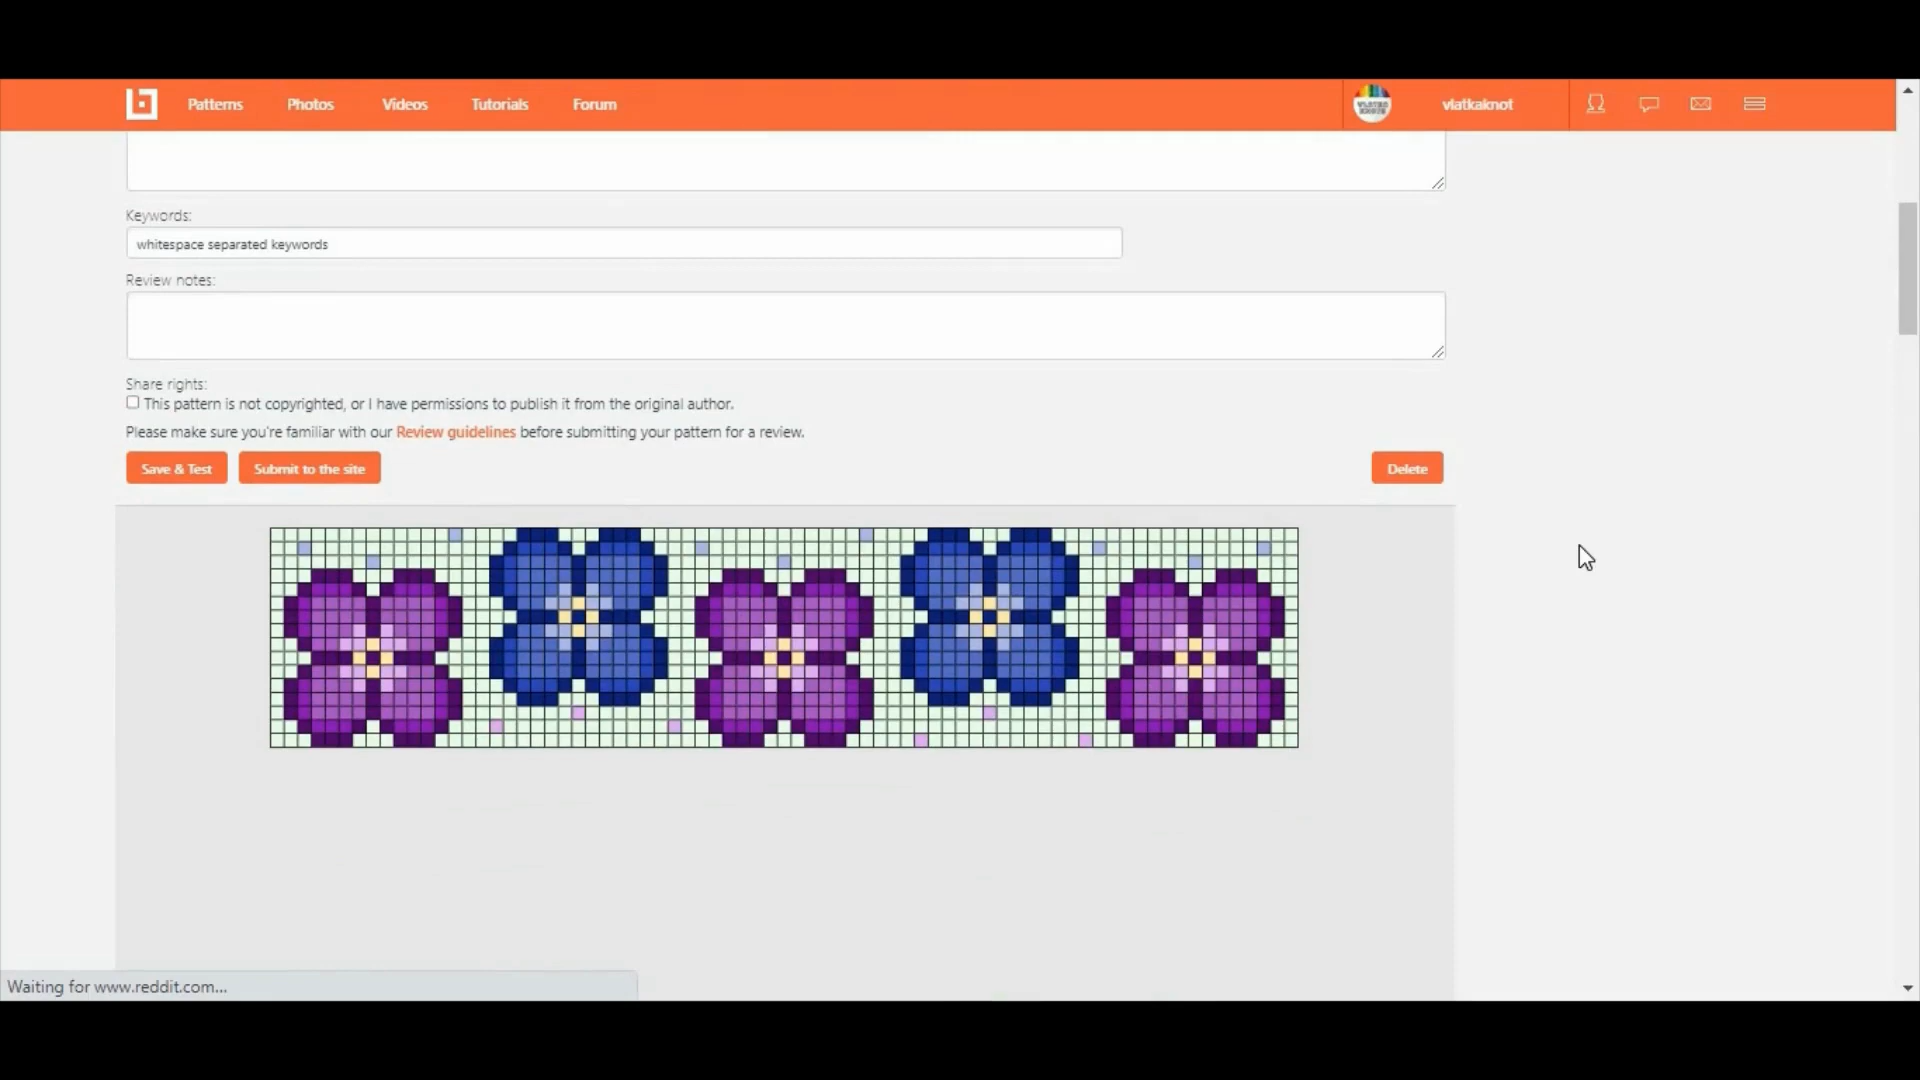 Patterns Photos Videos Tutorials Forum vlatkaknot
Keywords:
whitespace separated keywords
Review notes:
Share rights:
This pattern is not copyrighted, or I have permissions to publish it from the original author.
Please make sure you're familiar with our Review guidelines before submitting your pattern for a review.
Save & Test Submit to the site Delete
Waiting for www.reddit.com...